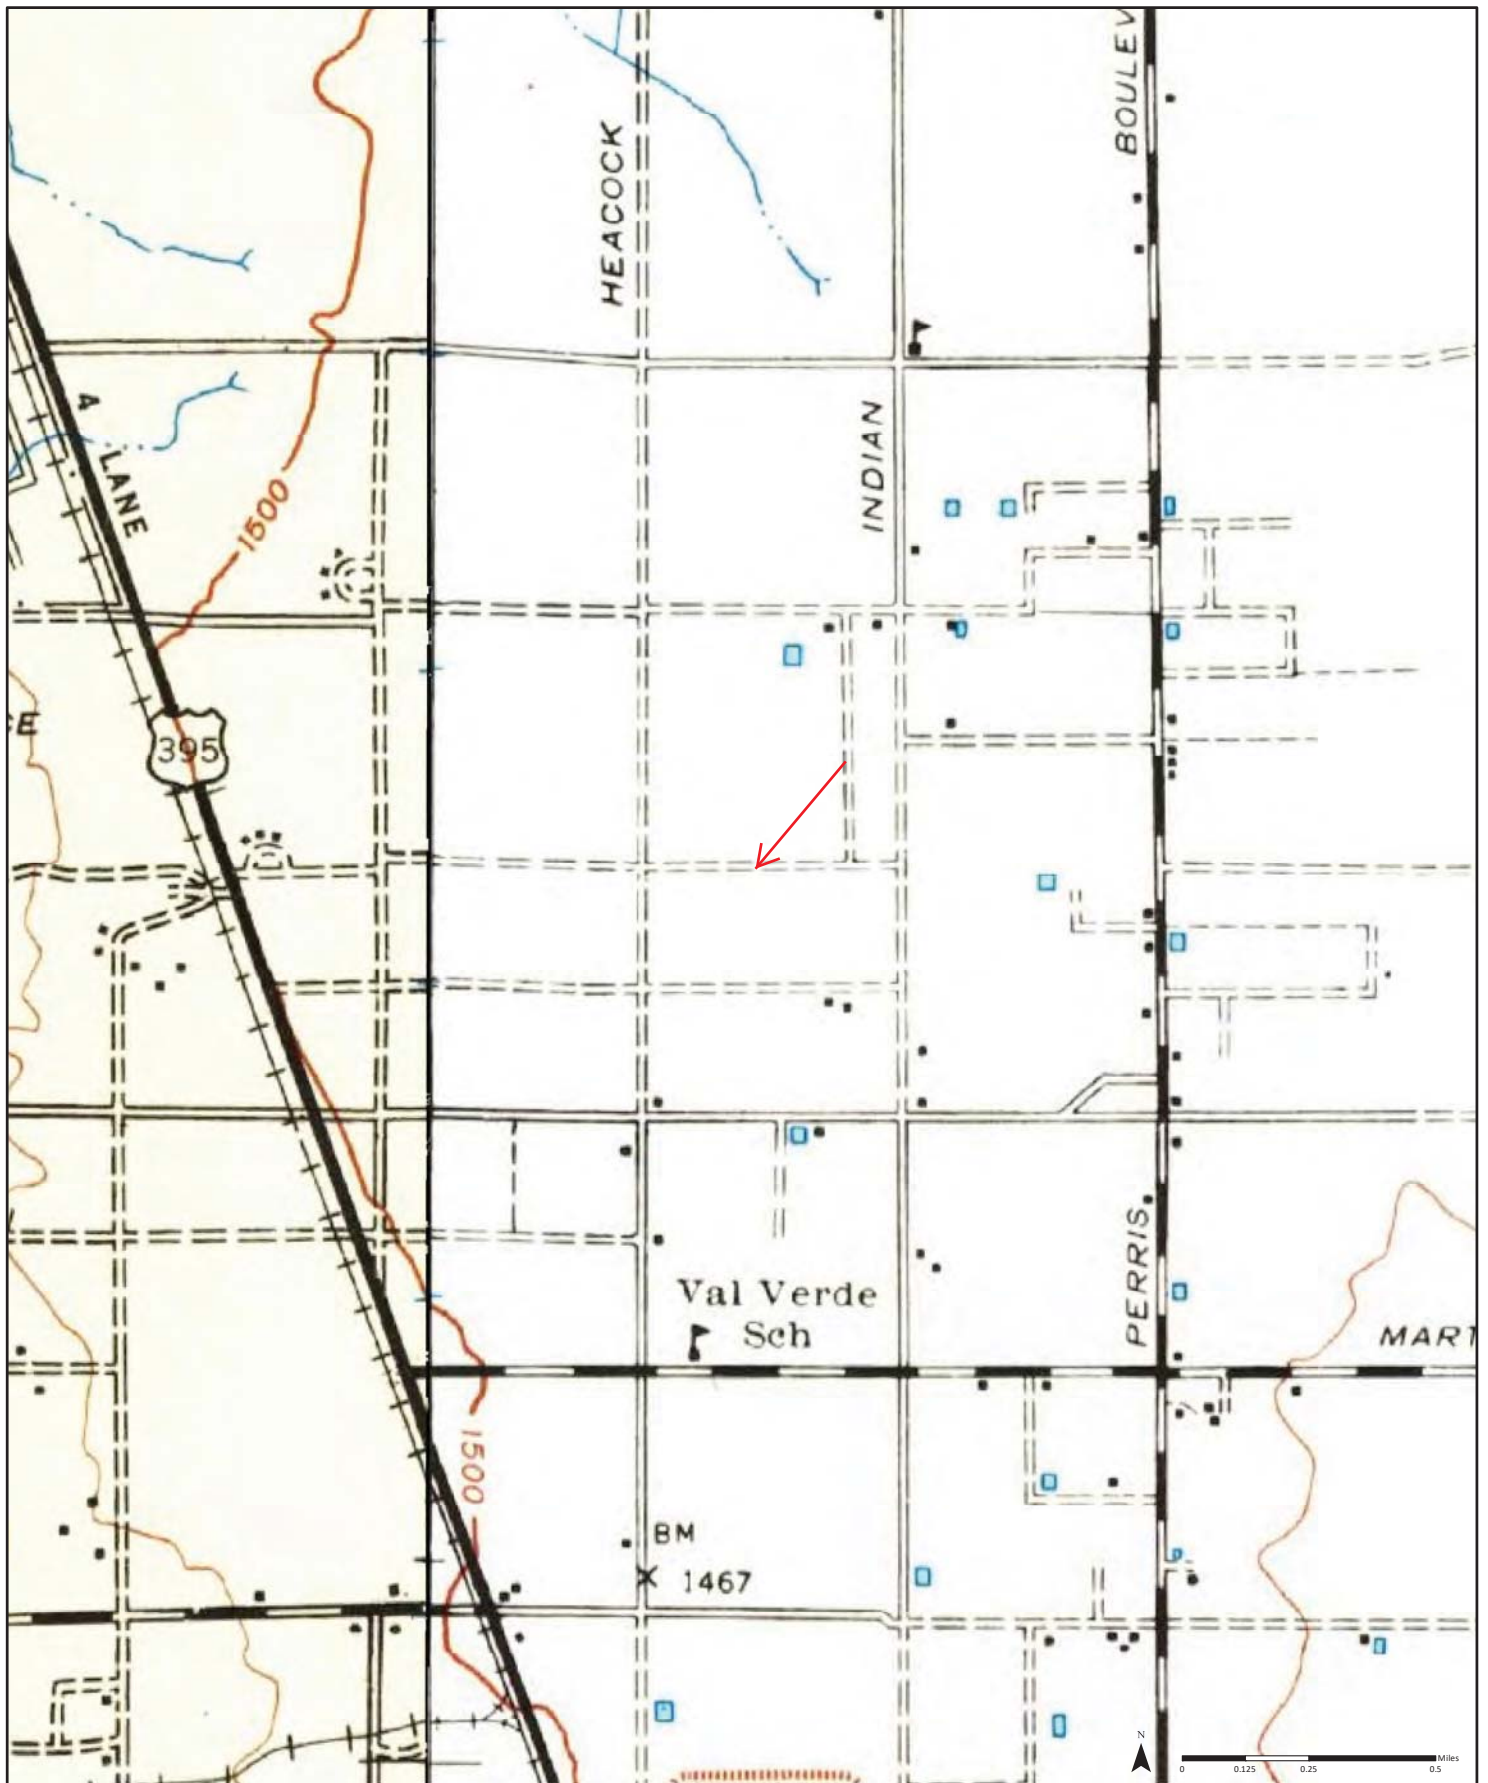 BOULEV
HEACOCK
4
LANE
INDIAN
1500
395
Val Verde
Sch
PERRIS
MART
1500
BM
1467
N
Miles
0
0.125
0.25
0.5